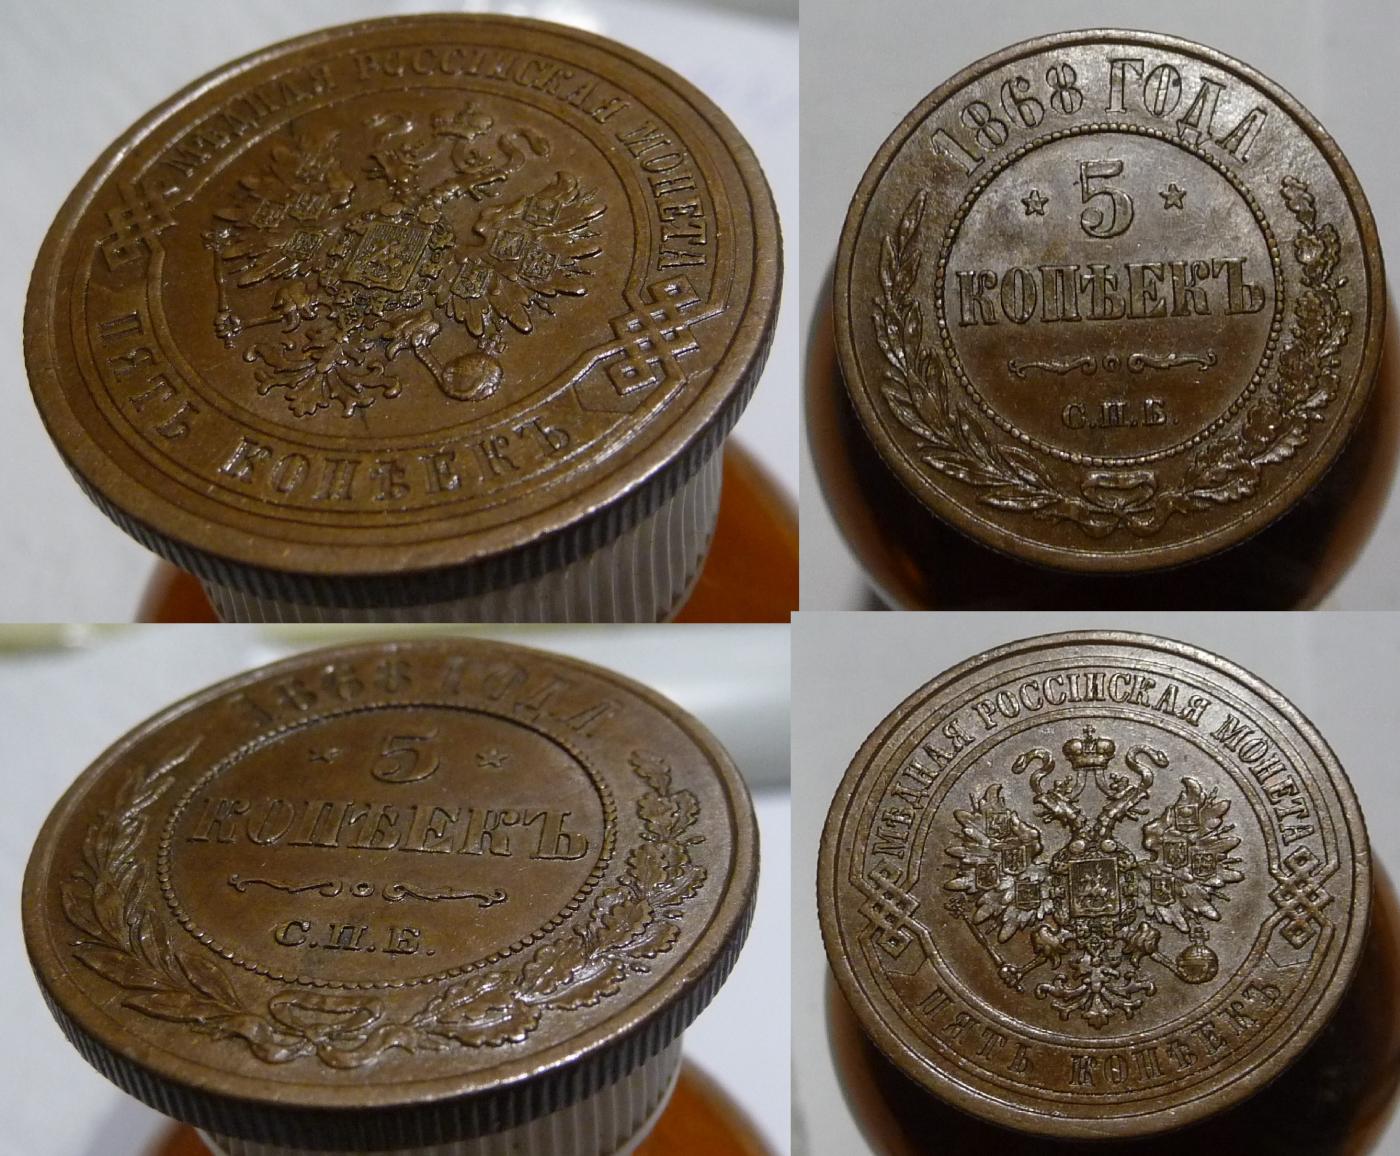 МѢДНАЯ РОССІЙСКАЯ МОНЕТА
ПЯТЬ КОПѢЕКЪ
1868 ГОДА
5
КОПѢЕКЪ
С.П.Б.
1868 ГОДА
5
КОПѢЕКЪ
С.П.Б.
МѢДНАЯ РОССІЙСКАЯ МОНЕТА
ПЯТЬ КОПѢЕКЪ